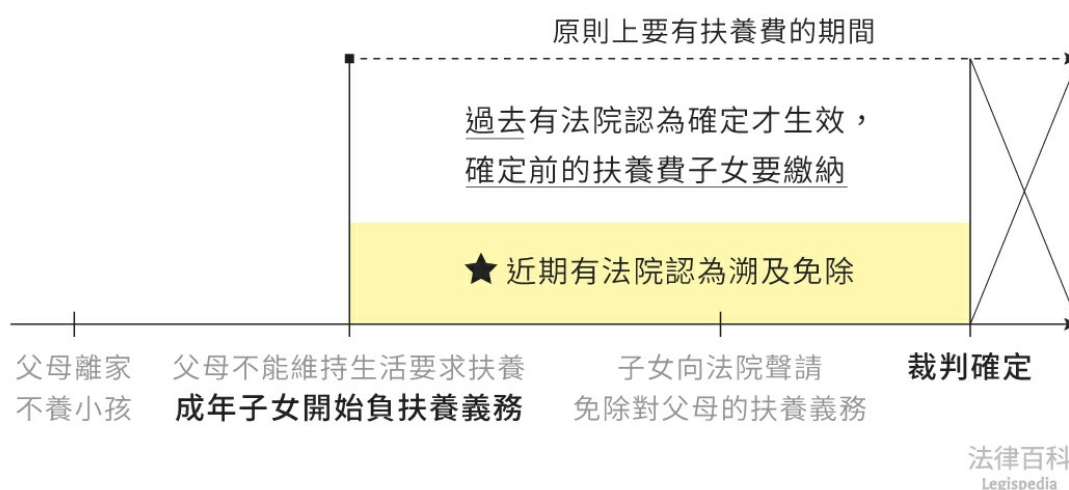 原則上要有扶養費的期間
過去有法院認為確定才生效，
確定前的扶養費子女要繳納
★ 近期有法院認為溯及免除
父母離家
不養小孩
父母不能維持生活要求扶養
成年子女開始負扶養義務
子女向法院聲請
免除對父母的扶養義務
裁判確定
法律百科
Legispedia